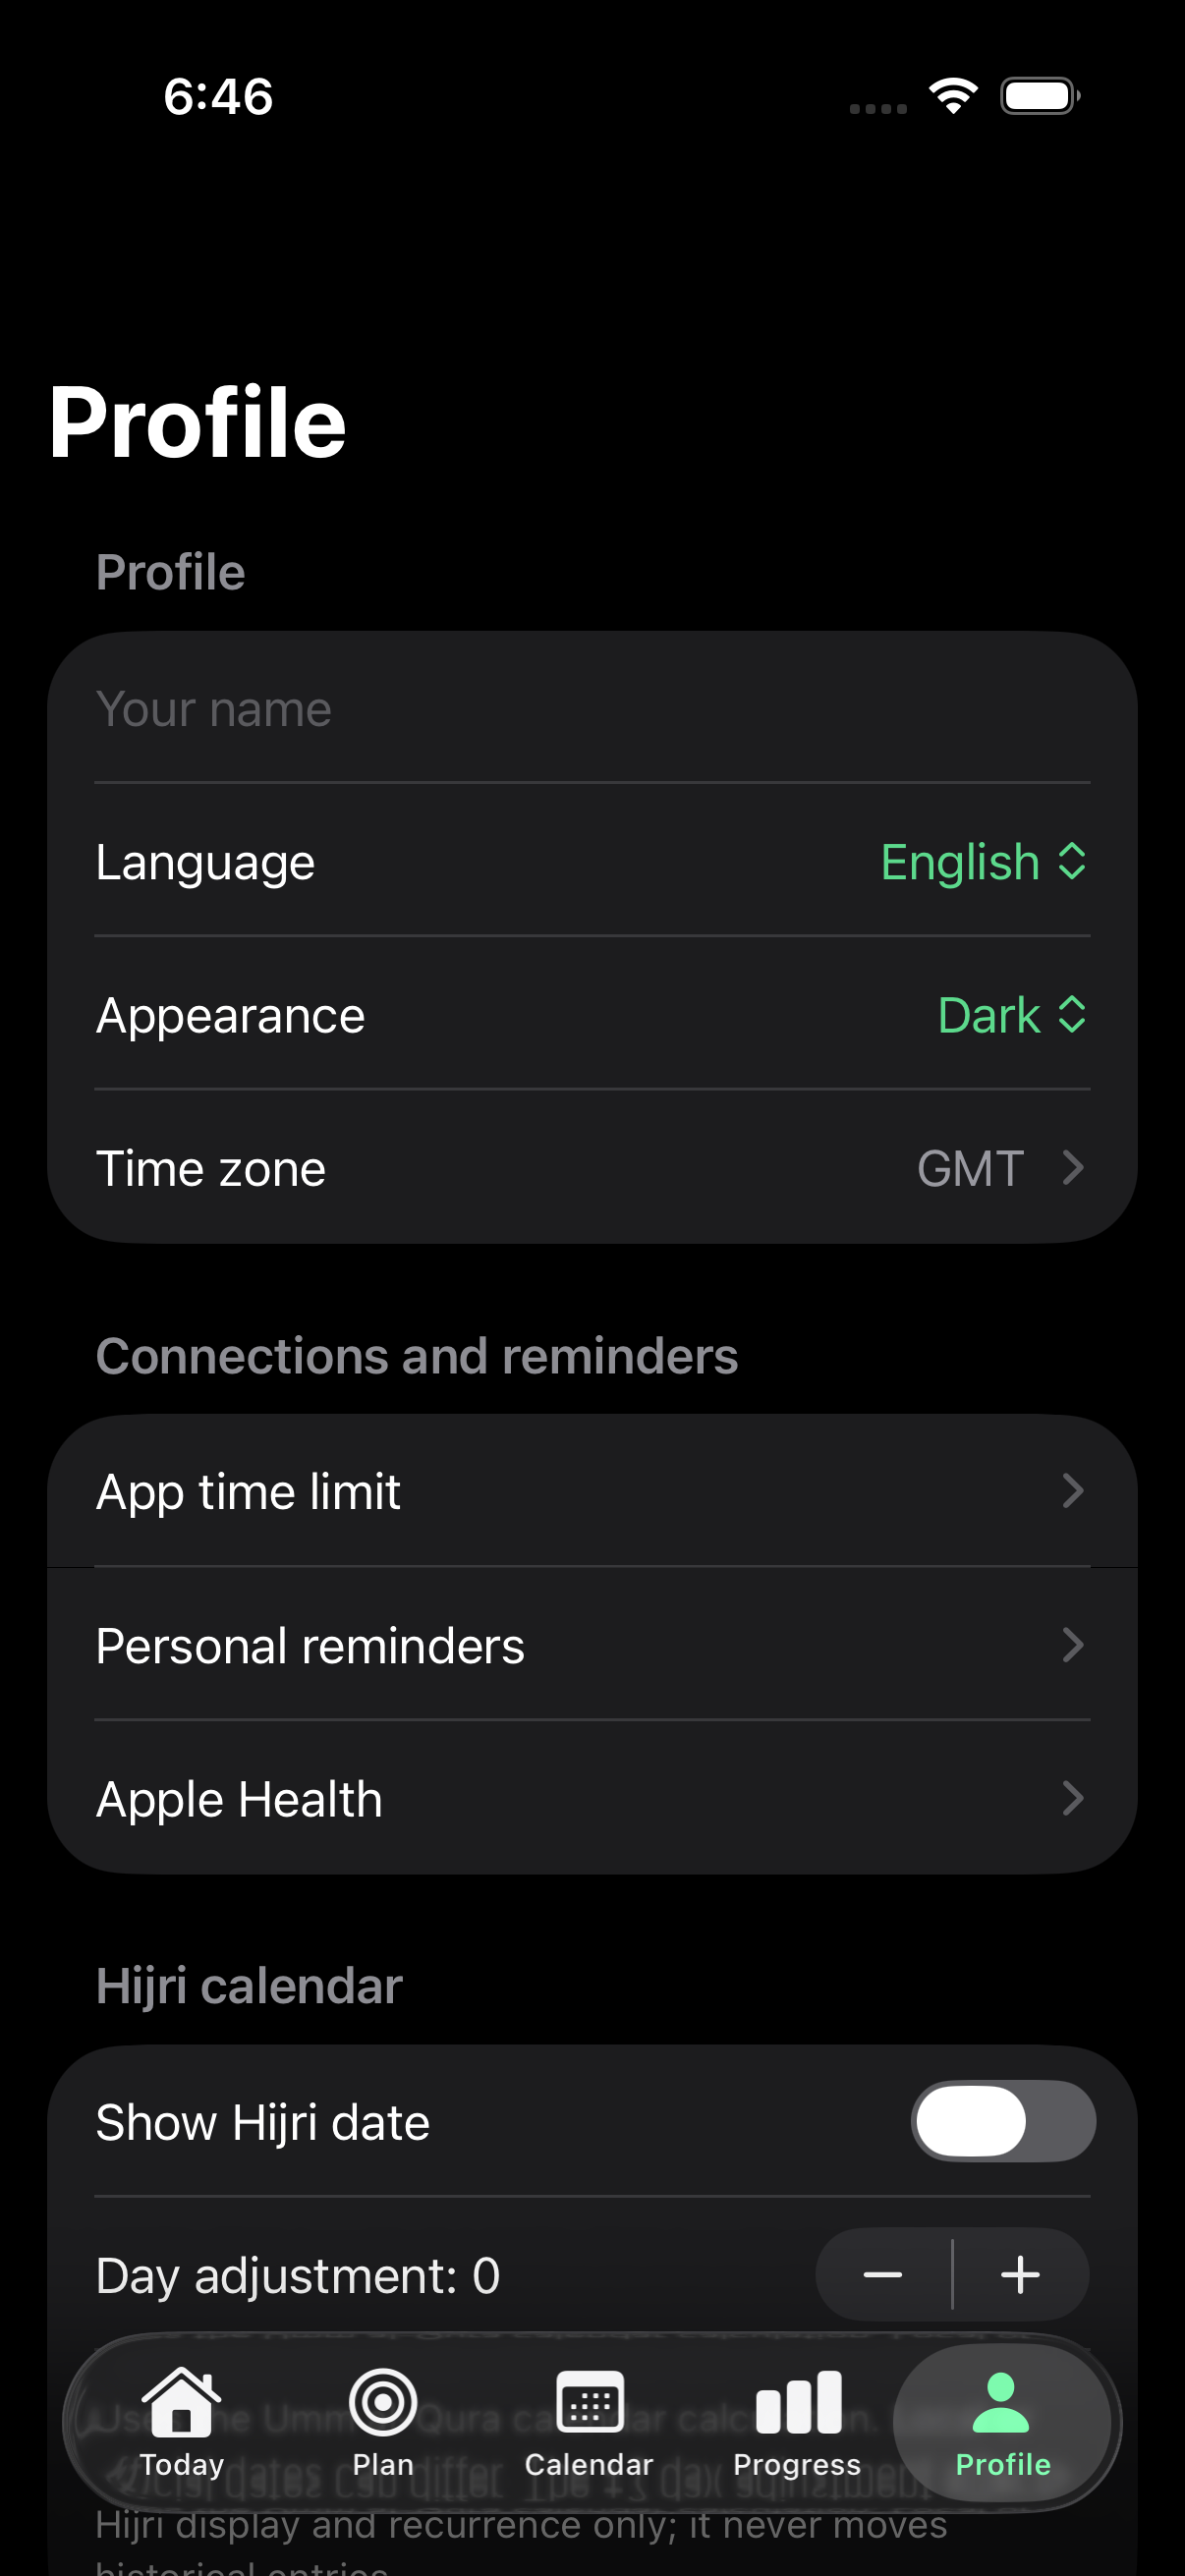 6:46
Profile
Profile
Your name
Language English
Appearance Dark
Time zone GMT
Connections and reminders
App time limit
Personal reminders
Apple Health
Hijri calendar
Show Hijri date
Day adjustment: 0
Today Plan Calendar Progress Profile
Hijri display and recurrence only; it never moves
historical entries